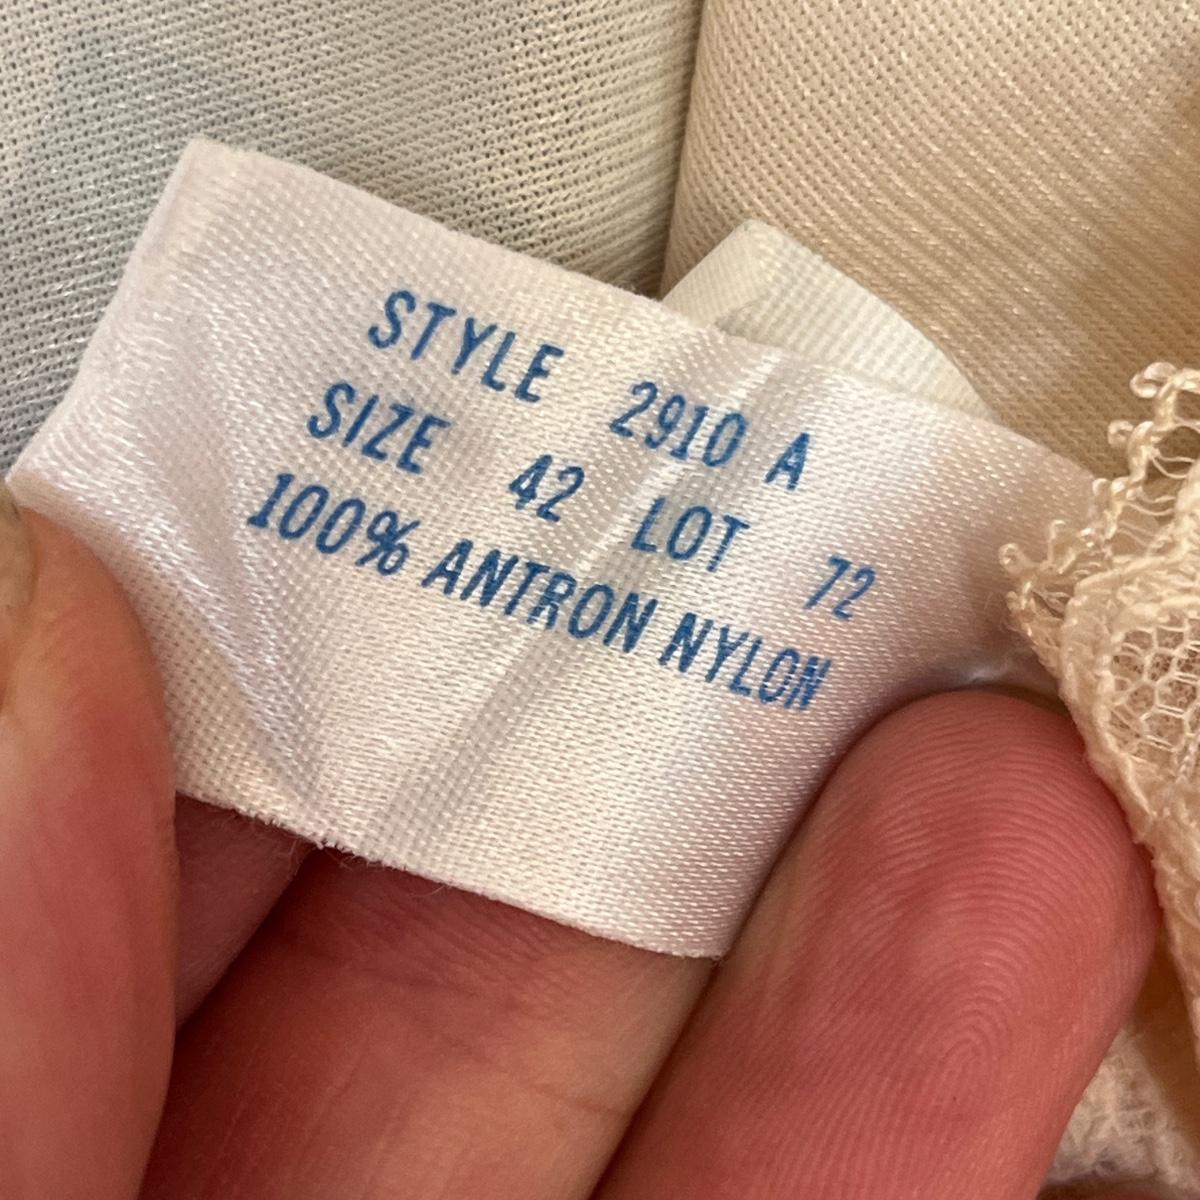 STYLE 2910 A
SIZE 42 LOT 72
100% ANTRON NYLON